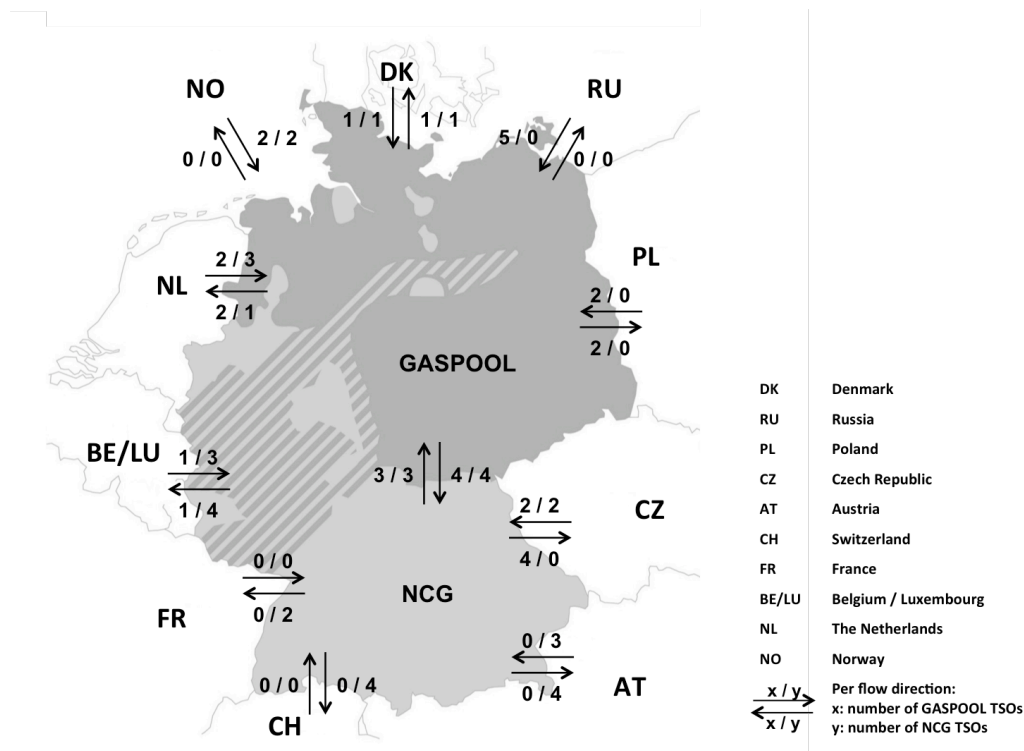 DK
NO
RU
1 / 1
1 / 1
2 / 2
5 / 0
0 / 0
0 / 0
PL
2 / 3
NL
2 / 0
2 / 1
2 / 0
GASPOOL
BE/LU
1 / 3
3 / 3
4 / 4
2 / 2
CZ
1 / 4
4 / 0
0 / 0
NCG
0 / 2
FR
0 / 3
0 / 0
0 / 4
0 / 4
AT
CH
DK Denmark
RU Russia
PL Poland
CZ Czech Republic
AT Austria
CH Switzerland
FR France
BE/LU Belgium / Luxembourg
NL The Netherlands
NO Norway
x / y Per flow direction:
x: number of GASPOOL TSOs
x / y y: number of NCG TSOs